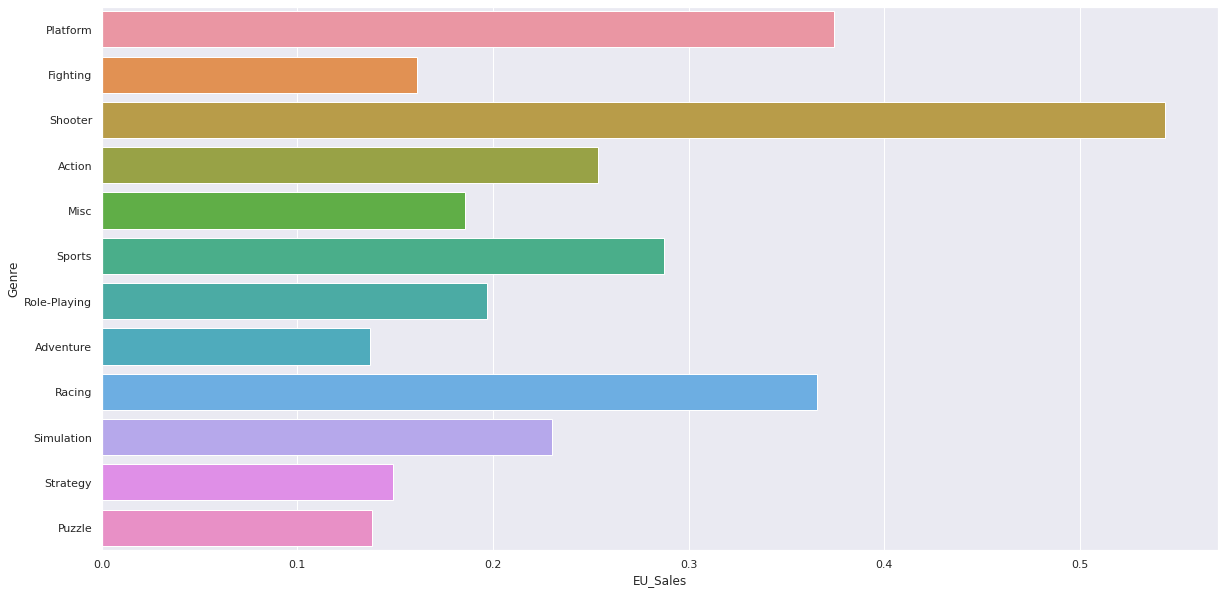 Platform
Fighting
Shooter
Action
Misc
Sports
Role-Playing
Adventure
Racing
Simulation
Strategy
Puzzle
Genre
0.0 0.1 0.2 0.3 0.4 0.5
EU_Sales